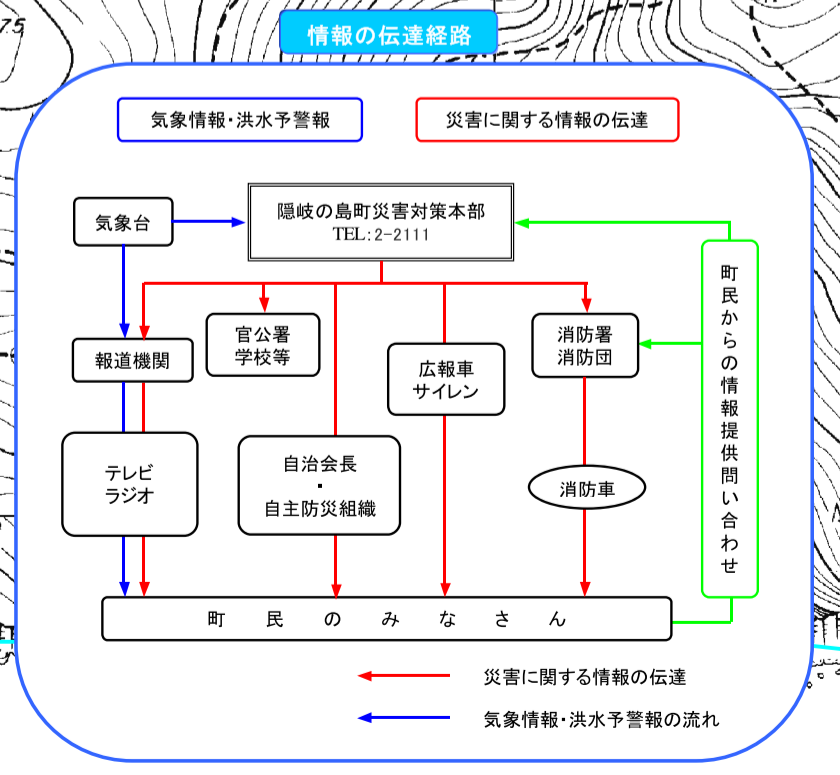 75
情報の伝達経路
気象情報・洪水予警報
災害に関する情報の伝達
気象台
隠岐の島町災害対策本部
TEL:2-2111
町民からの情報提供問い合わせ
報道機関
官公署
学校等
広報車
サイレン
消防署
消防団
テレビ
ラジオ
自治会長
・
自主防災組織
消防車
町民のみなさん
災害に関する情報の伝達
気象情報・洪水予警報の流れ